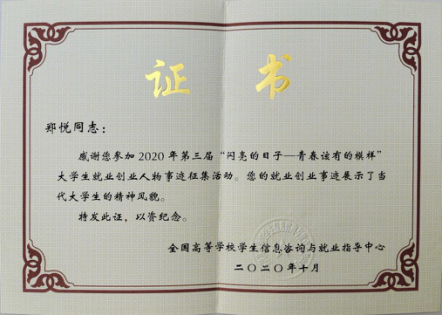 证书
郑悦同志：
感谢您参加2020年第三届“闪亮的日子—青春该有的模样”
大学生就业创业人物事迹征集活动。您的就业创业事迹展示了当
代大学生的精神风貌。
特发此证，以资纪念。
全国高等学校学生信息咨询与就业指导中心
二〇二〇年十月